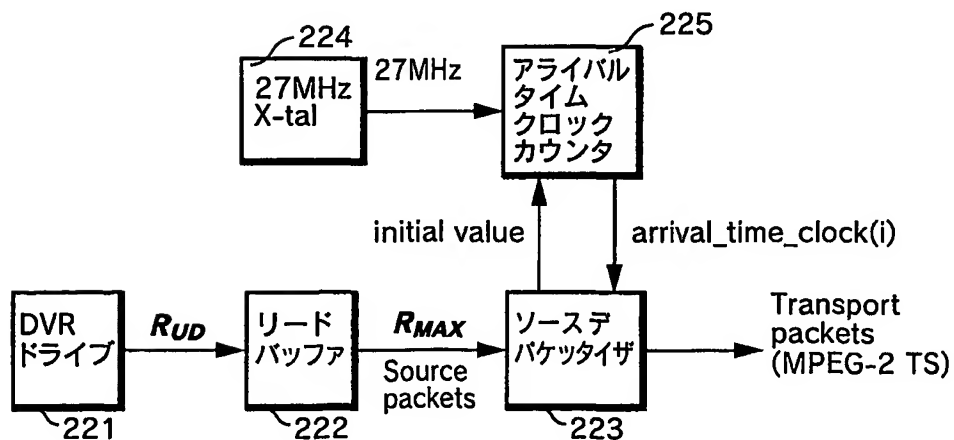 224
225
27MHz
X-tal
27MHz
アライバル
タイム
クロック
カウンタ
initial value
arrival_time_clock(i)
DVR
ドライブ
RUD
リード
バッファ
RMAX
Source
packets
ソースデ
パケッタイザ
Transport
packets
(MPEG-2 TS)
221
222
223